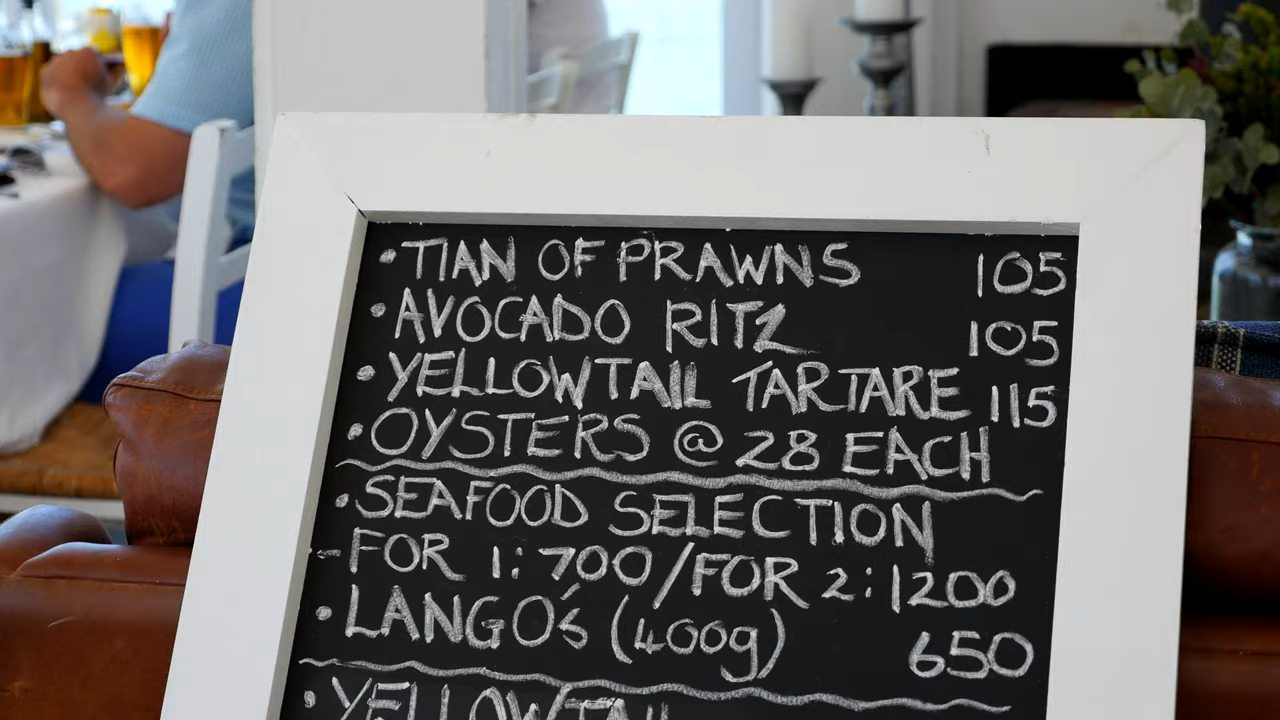 • TIAN OF PRAWNS 105
• AVOCADO RITZ 105
• YELLOWTAIL TARTARE 115
• OYSTERS @ 28 EACH
• SEAFOOD SELECTION
- FOR 1: 700 / FOR 2: 1200
• LANGO'S (400g) 650
• YELLOWTAIL